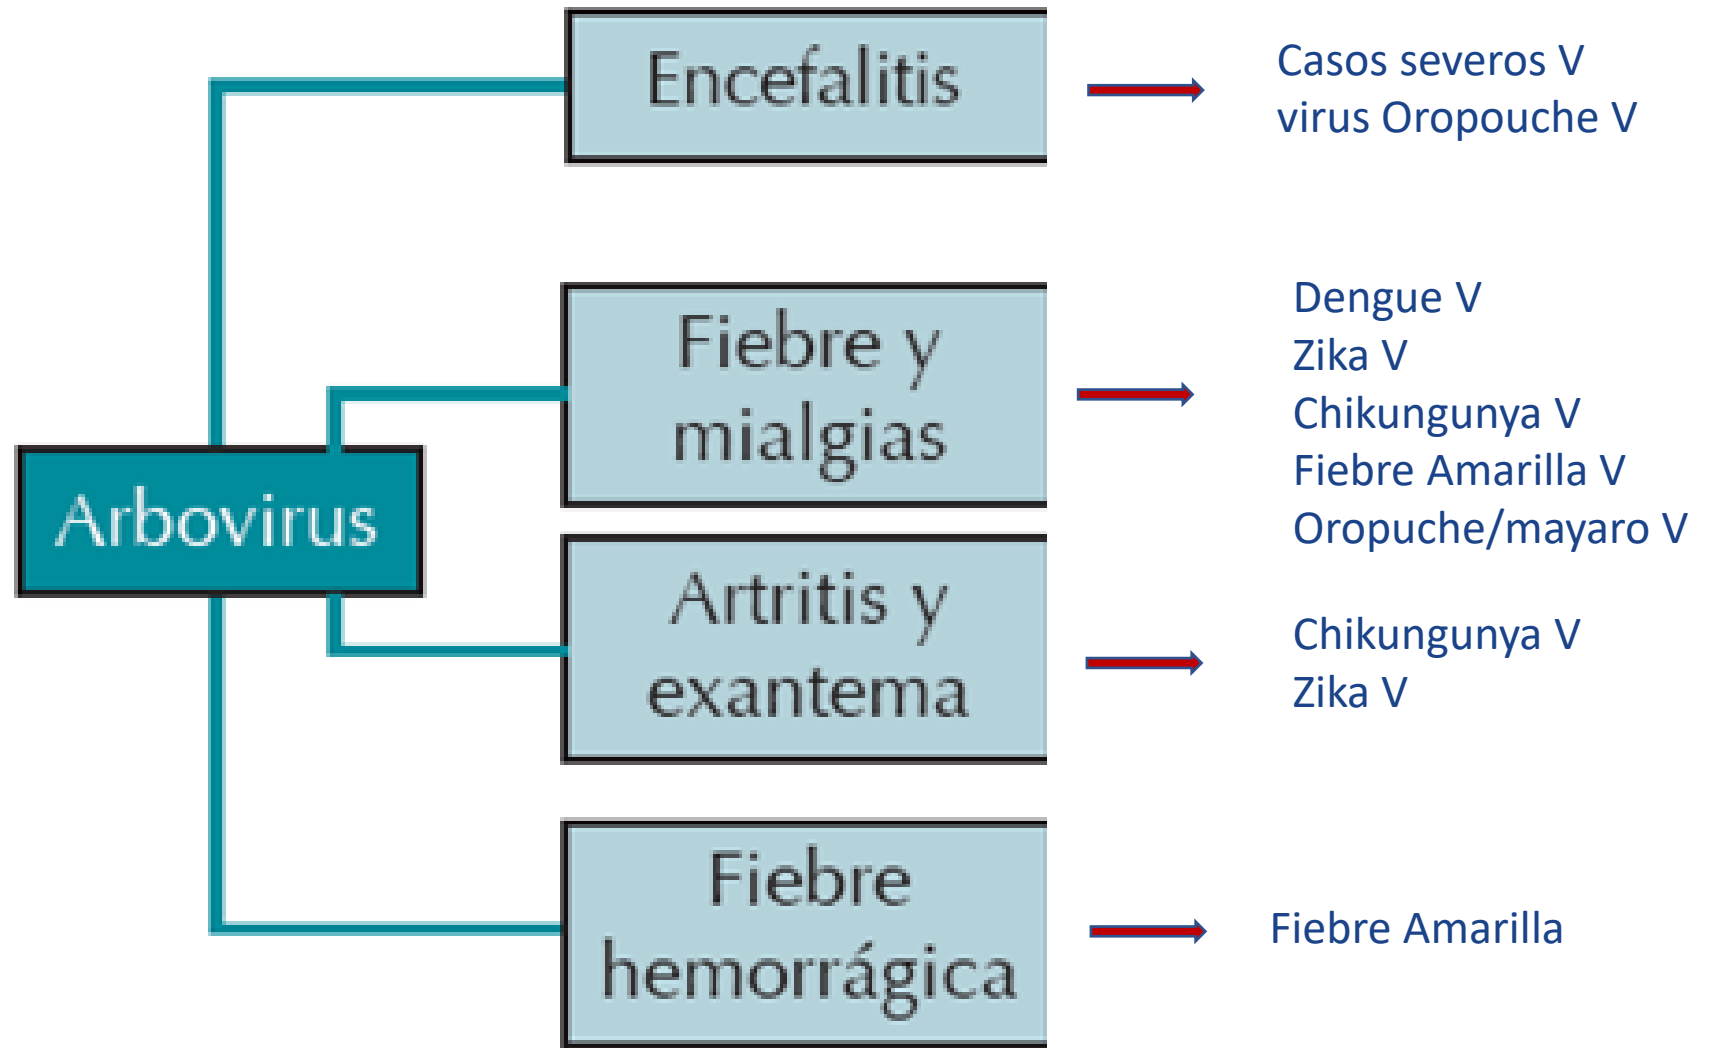 Encefalitis
Casos severos V
virus Oropouche V
Fiebre y
mialgias
Dengue V
Zika V
Chikungunya V
Fiebre Amarilla V
Oropuche/mayaro V
Arbovirus
Artritis y
exantema
Chikungunya V
Zika V
Fiebre
hemorrágica
Fiebre Amarilla